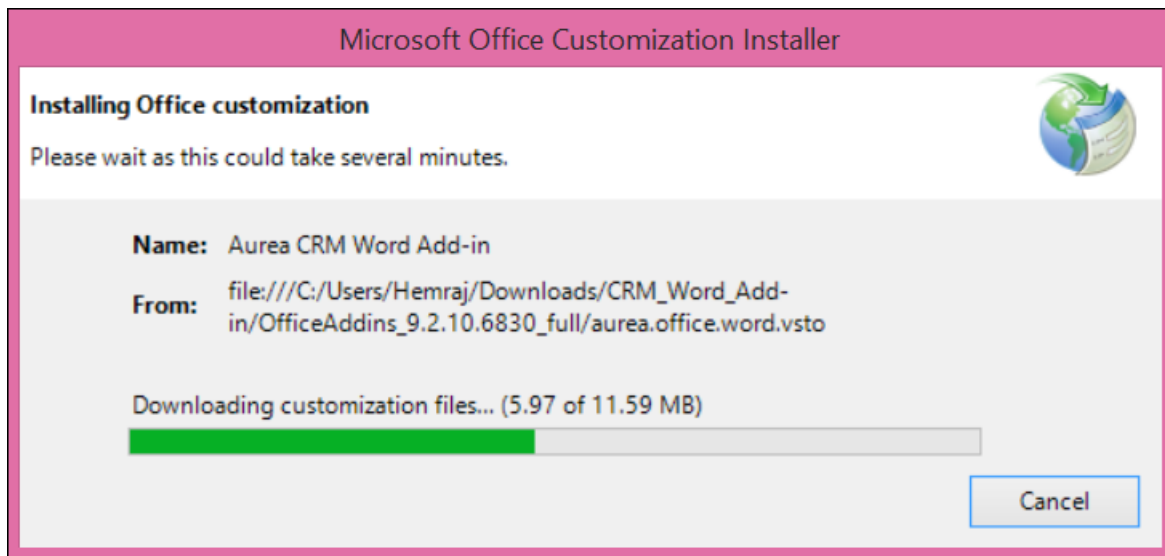 Microsoft Office Customization Installer
Installing Office customization
Please wait as this could take several minutes.
Name: Aurea CRM Word Add-in
From: file:///C:/Users/Hemraj/Downloads/CRM_Word_Add-
in/OfficeAddins_9.2.10.6830_full/aurea.office.word.vsto
Downloading customization files... (5.97 of 11.59 MB)
Cancel